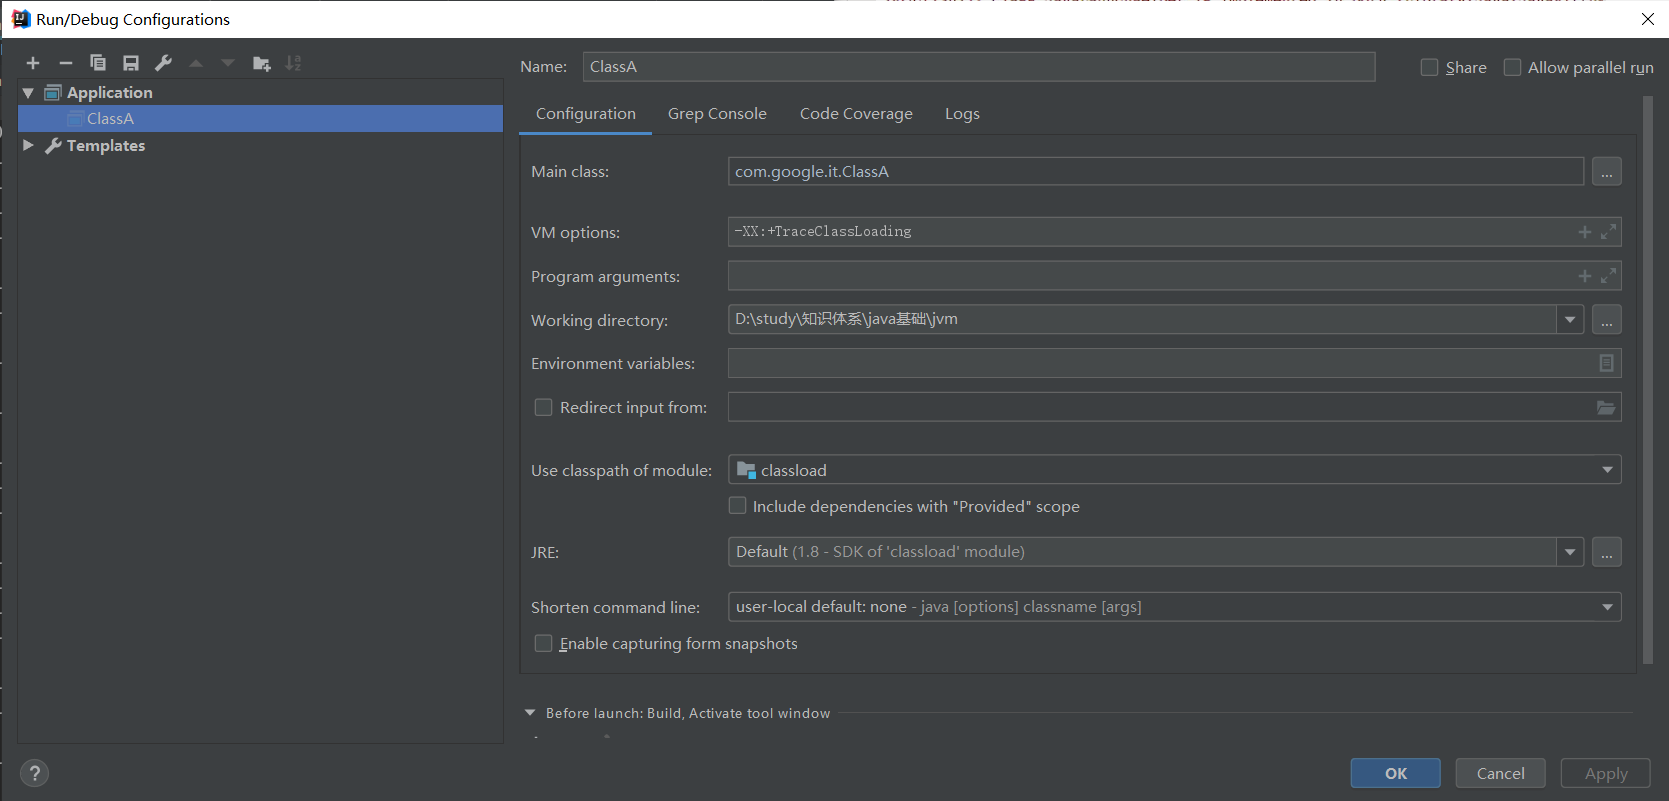 Run/Debug Configurations
Name: ClassA
Share
Allow parallel run
Application
ClassA
Templates
Configuration Grep Console Code Coverage Logs
Main class: com.google.it.ClassA ...
VM options: -XX:+TraceClassLoading
Program arguments:
Working directory: D:\study\知识体系\java基础\jvm ...
Environment variables:
Redirect input from:
Use classpath of module: classload
Include dependencies with "Provided" scope
JRE: Default (1.8 - SDK of 'classload' module) ...
Shorten command line: user-local default: none - java [options] classname [args]
Enable capturing form snapshots
Before launch: Build, Activate tool window
? OK Cancel Apply